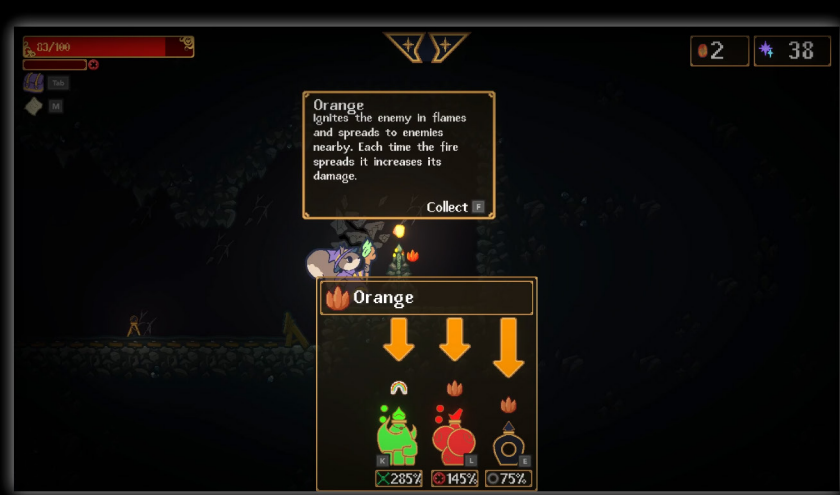 83/100
Tab
M
2
38
Orange
Ignites the enemy in flames
and spreads to enemies
nearby. Each time the fire
spreads it increases its
damage.
Collect F
Orange
X L E
285% 145% 75%